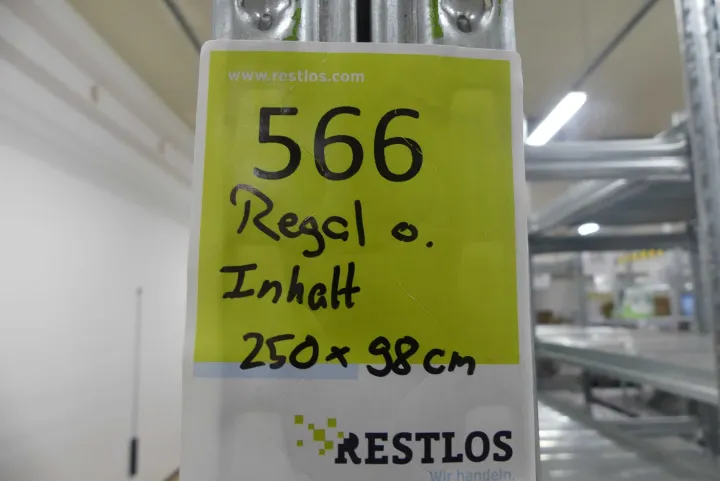 www.restlos.com
566
Regal o.
Inhalt
250 x 98 cm
RESTLOS
Wir handeln.